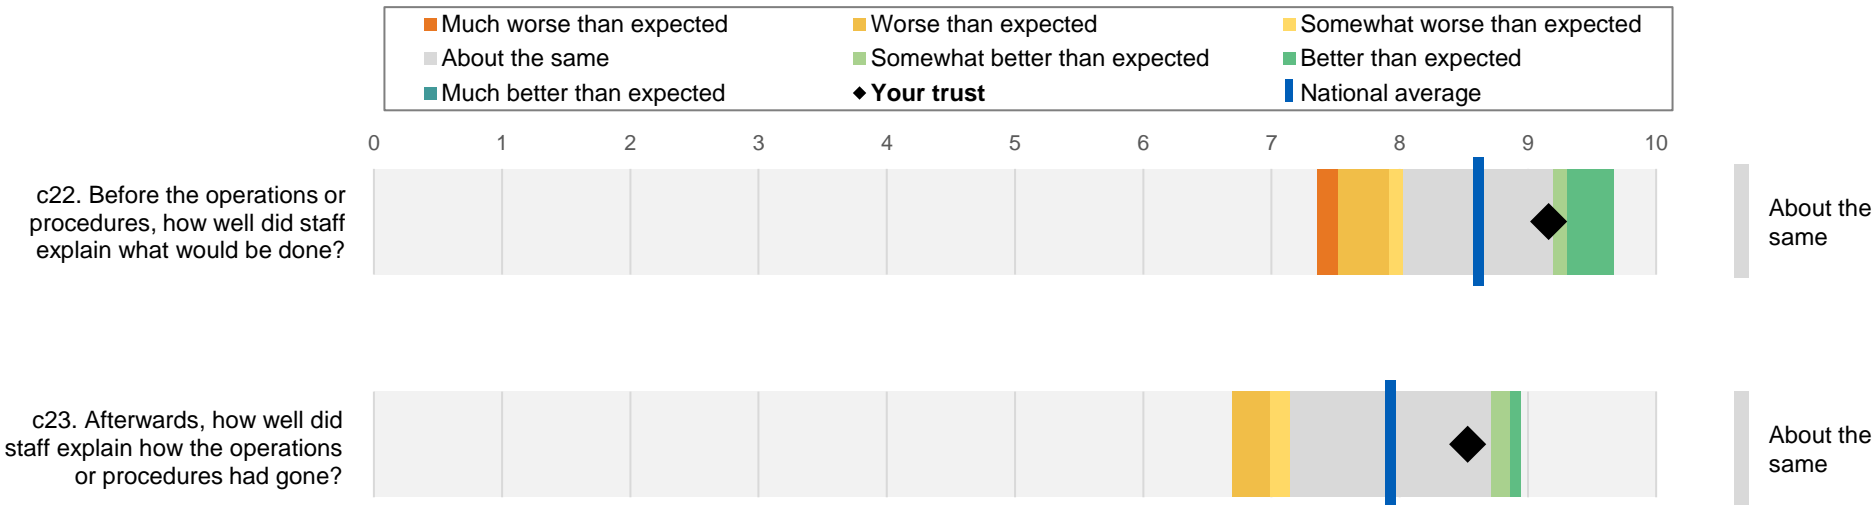 Much worse than expected
Worse than expected
Somewhat worse than expected
About the same
Somewhat better than expected
Better than expected
Much better than expected
Your trust
National average
0 1 2 3 4 5 6 7 8 9 10
c22. Before the operations or
procedures, how well did staff
explain what would be done?
About the
same
c23. Afterwards, how well did
staff explain how the operations
or procedures had gone?
About the
same